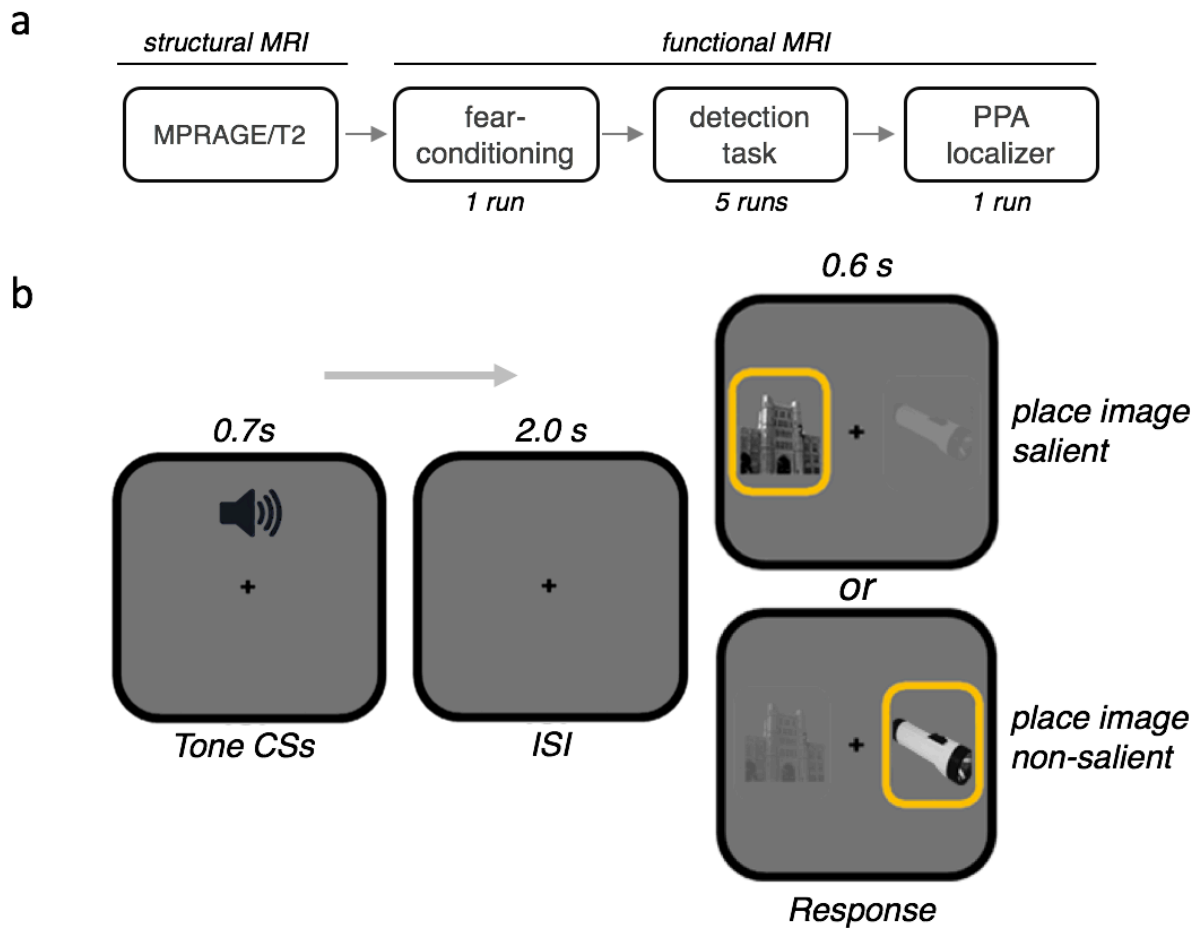 a
structural MRI
functional MRI
MPRAGE/T2
fear-
conditioning
detection
task
PPA
localizer
1 run
5 runs
1 run
b
0.7s
2.0 s
0.6 s
place image
salient
or
place image
non-salient
Tone CSs
ISI
Response